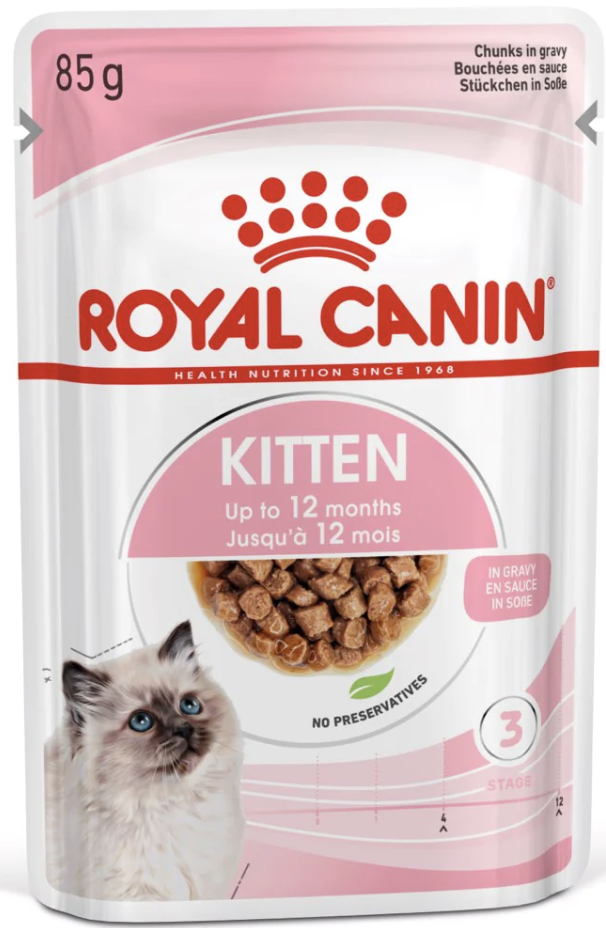 85 g
Chunks in gravy
Bouchées en sauce
Stückchen in Soße
ROYAL CANIN®
HEALTH NUTRITION SINCE 1968
KITTEN
Up to 12 months
Jusqu'à 12 mois
IN GRAVY
EN SAUCE
IN SOßE
NO PRESERVATIVES
3
STAGE
x 1
4
12